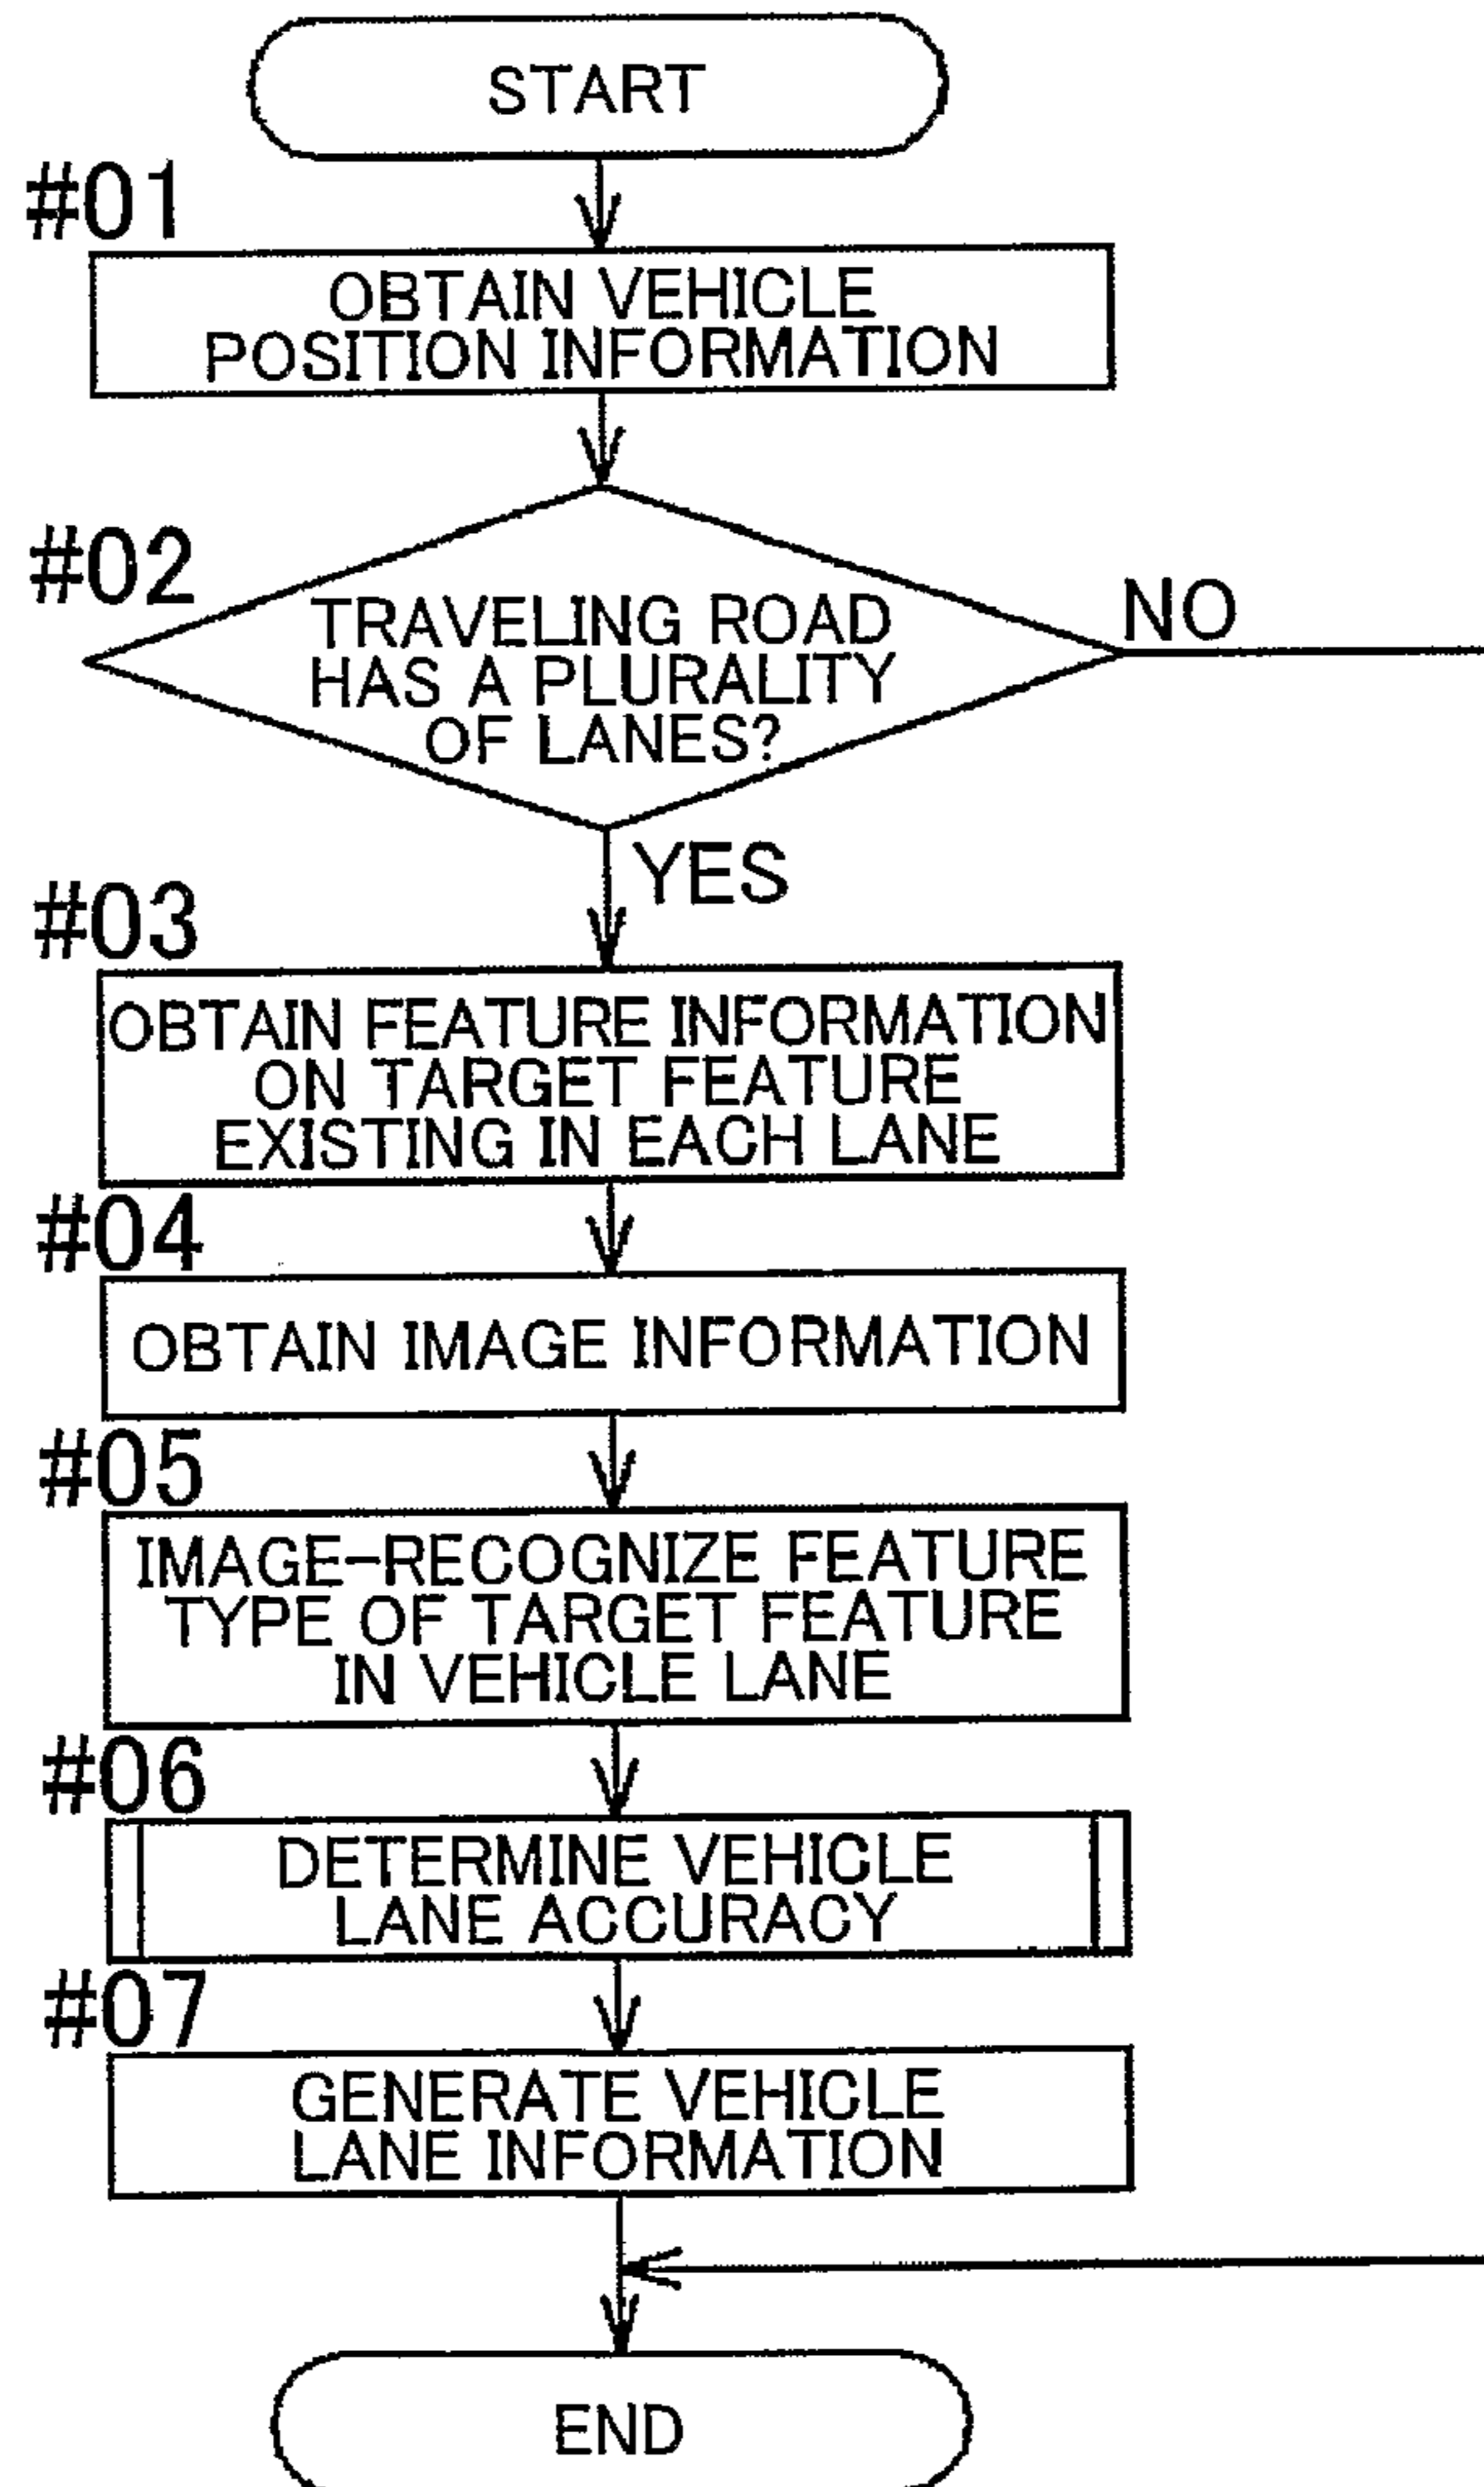 START
#01
OBTAIN VEHICLE
POSITION INFORMATION
#02
TRAVELING ROAD
HAS A PLURALITY
OF LANES?
NO
YES
#03
OBTAIN FEATURE INFORMATION
ON TARGET FEATURE
EXISTING IN EACH LANE
#04
OBTAIN IMAGE INFORMATION
#05
IMAGE-RECOGNIZE FEATURE
TYPE OF TARGET FEATURE
IN VEHICLE LANE
#06
DETERMINE VEHICLE
LANE ACCURACY
#07
GENERATE VEHICLE
LANE INFORMATION
END